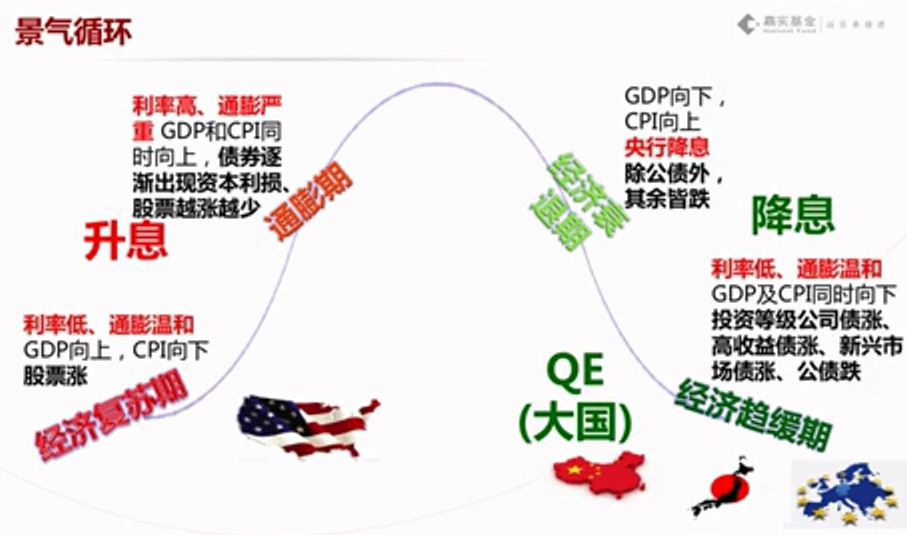 景气循环
嘉实基金
Harvest Fund
远见者稳进
利率高、通膨严
重 GDP和CPI同
时向上，债券逐
渐出现资本利损、
股票越涨越少
通膨期
升息
利率低、通膨温和
GDP向上，CPI向下
股票涨
经济复苏期
GDP向下，
CPI向上
央行降息
除公债外，
其余皆跌
经济衰
退期
降息
利率低、通膨温和
GDP及CPI同时向下
投资等级公司债涨、
高收益债涨、新兴市
场债涨、公债跌
QE
(大国)
经济趋缓期